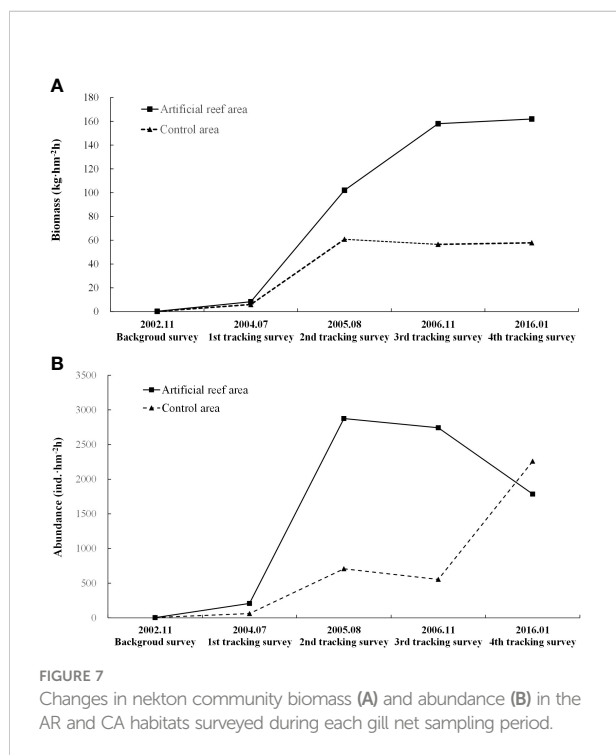 A
180
160
140
120
100
80
60
40
20
0
Biomass (kg·hm⁻²h)
Artificial reef area
Control area
2002.11 2004.07 2005.08 2006.11 2016.01
Backgroud survey 1st tracking survey 2nd tracking survey 3rd tracking survey 4th tracking survey
B
3500
3000
2500
2000
1500
1000
500
0
Abundance (ind.·hm⁻²h)
Artificial reef area
Control area
2002.11 2004.07 2005.08 2006.11 2016.01
Backgroud survey 1st tracking survey 2nd tracking survey 3rd tracking survey 4th tracking survey
FIGURE 7
Changes in nekton community biomass (A) and abundance (B) in the
AR and CA habitats surveyed during each gill net sampling period.